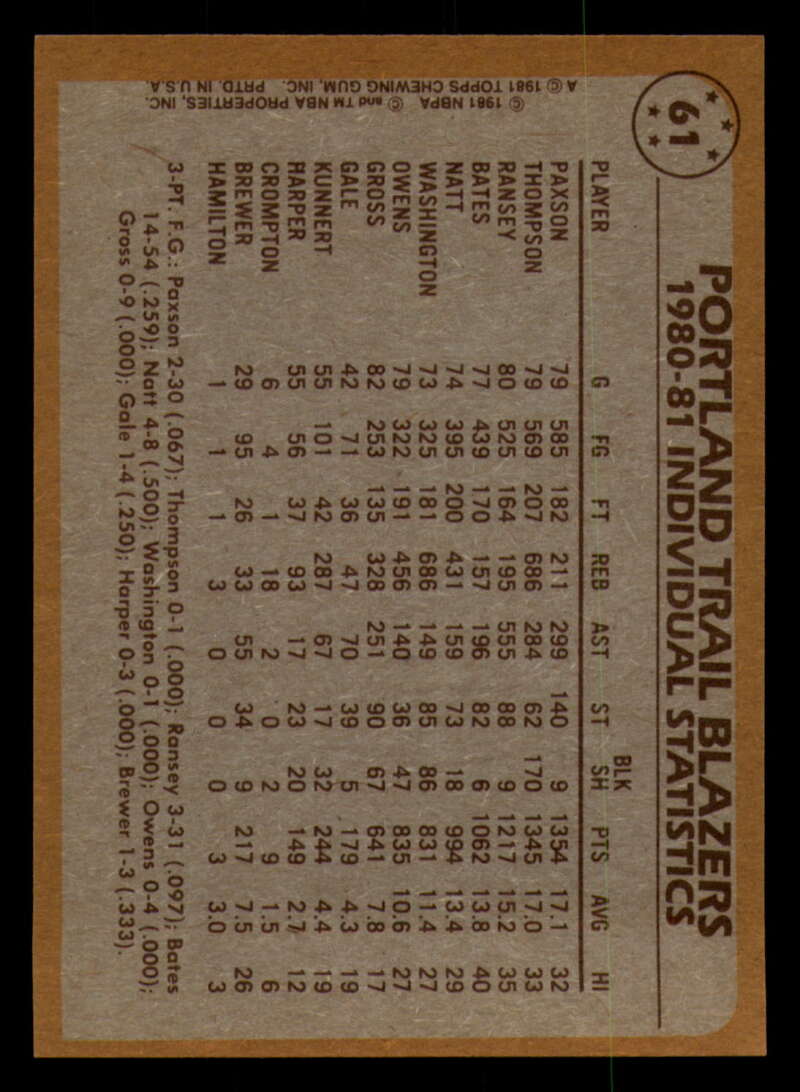 61
PORTLAND TRAIL BLAZERS
1980-81 INDIVIDUAL STATISTICS
BLK
PLAYER G FG FT REB AST ST SH PTS AVG HI
PAXSON 79 585 182 211 299 140 9 1354 17.1 32
THOMPSON 79 569 207 686 284 62 170 1345 17.0 33
RANSEY 80 525 164 195 555 88 9 1217 15.2 35
BATES 77 439 170 157 196 82 6 1062 13.8 40
NATT 74 395 200 431 159 73 18 994 13.4 29
WASHINGTON 73 325 181 686 149 85 86 831 11.4 27
OWENS 79 322 191 456 140 36 47 835 10.6 27
GROSS 82 253 135 328 251 90 67 641 7.8 17
GALE 42 71 36 47 70 39 5 179 4.3 19
KUNNERT 55 101 42 287 67 17 32 244 4.4 19
HARPER 55 56 37 93 17 23 20 149 2.7 12
CROMPTON 6 4 1 18 2 0 2 9 1.5 6
BREWER 29 95 26 33 55 34 9 217 7.5 26
HAMILTON 1 1 1 3 0 0 0 3 3.0 3
3-PT. F.G.: Paxson 2-30 (.067); Thompson 0-1 (.000); Ransey 3-31 (.097); Bates
14-54 (.259); Natt 4-8 (.500); Washington 0-1 (.000); Owens 0-4 (.000);
Gross 0-9 (.000); Gale 1-4 (.250); Harper 0-3 (.000); Brewer 1-3 (.333).
© 1981 NBPA © and TM NBA PROPERTIES, INC.
A © 1981 TOPPS CHEWING GUM, INC. PRTD. IN U.S.A.